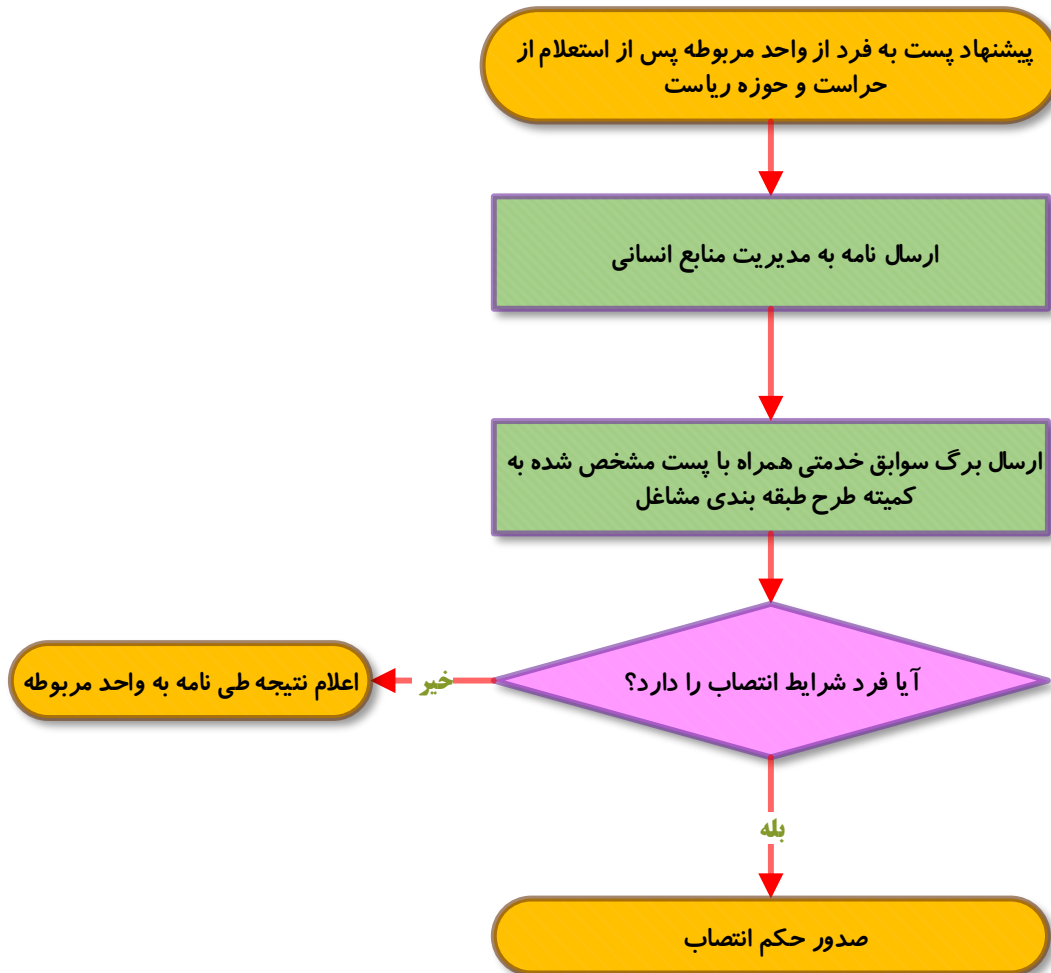 پیشنهاد پست به فرد از واحد مربوطه پس از استعلام از
حراست و حوزه ریاست
ارسال نامه به مدیریت منابع انسانی
ارسال برگ سوابق خدمتی همراه با پست مشخص شده به
کمیته طرح طبقه بندی مشاغل
آیا فرد شرایط انتصاب را دارد؟
خیر
اعلام نتیجه طی نامه به واحد مربوطه
بله
صدور حکم انتصاب